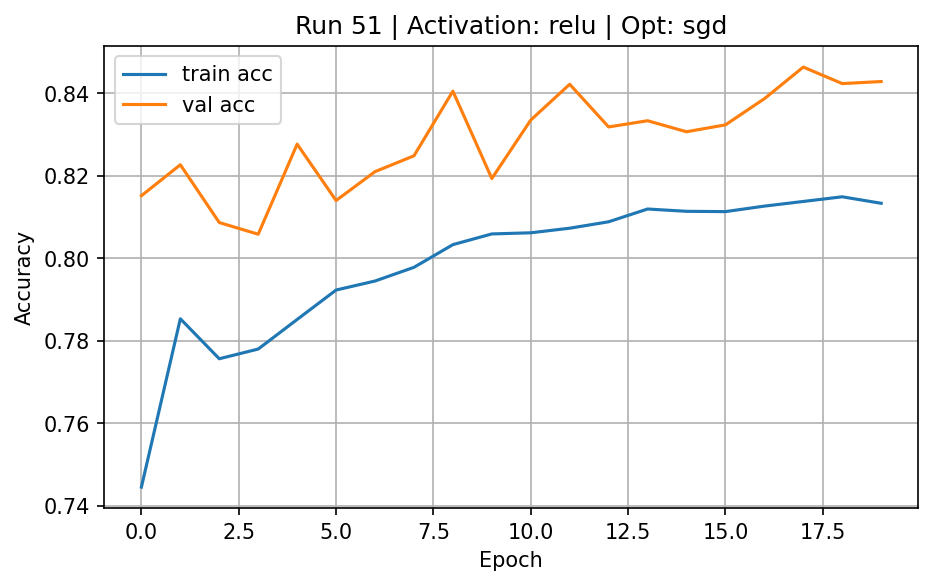 Run 51 | Activation: relu | Opt: sgd
train acc
val acc
0.84
0.82
0.80
0.78
0.76
0.74
Accuracy
0.0 2.5 5.0 7.5 10.0 12.5 15.0 17.5
Epoch